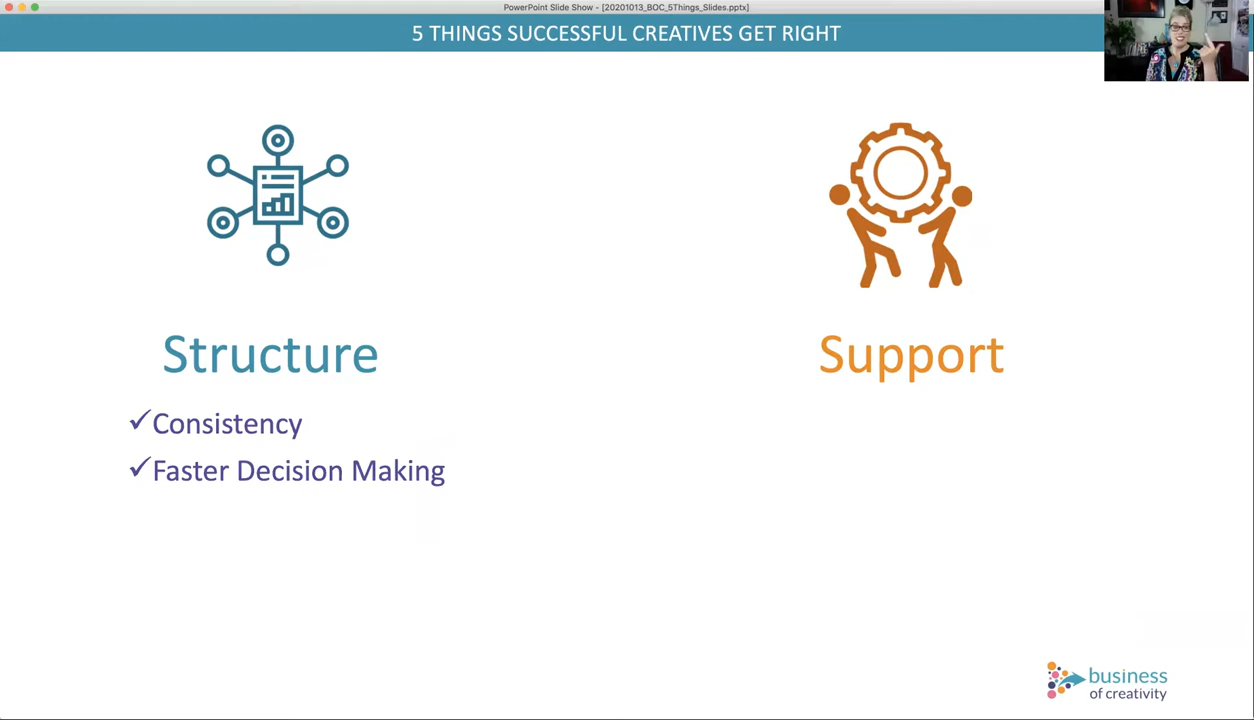 PowerPoint Slide Show - [20201013_BOC_5Things_Slides.pptx]
5 THINGS SUCCESSFUL CREATIVES GET RIGHT
Structure
✓Consistency
✓Faster Decision Making
Support
business
of creativity